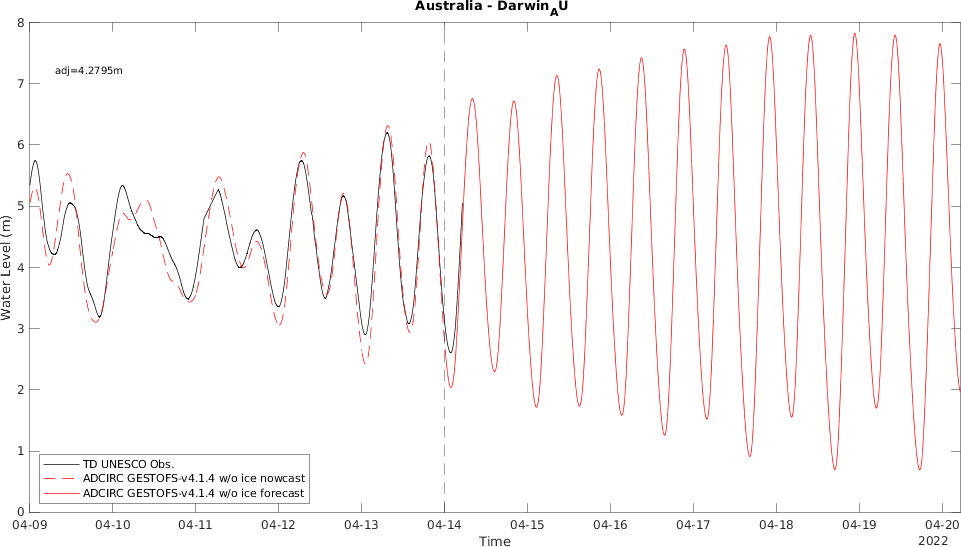 Australia - DarwinAU
8
7
6
5
4
3
2
1
0
Water Level (m)
adj=4.2795m
TD UNESCO Obs.
ADCIRC GESTOFS-v4.1.4 w/o ice nowcast
ADCIRC GESTOFS-v4.1.4 w/o ice forecast
04-09 04-10 04-11 04-12 04-13 04-14 04-15 04-16 04-17 04-18 04-19 04-20
Time
2022